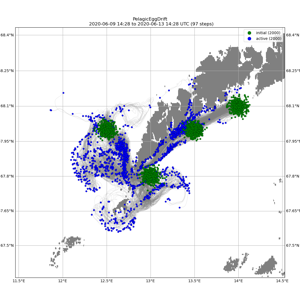 PelagicEggDrift
2020-06-09 14:28 to 2020-06-13 14:28 UTC (97 steps)
initial (2000)
active (2000)
68.4°N
68.25°N
68.1°N
67.95°N
67.8°N
67.65°N
67.5°N
68.4°N
68.25°N
68.1°N
67.95°N
67.8°N
67.65°N
67.5°N
11.5°E 12°E 12.5°E 13°E 13.5°E 14°E 14.5°E